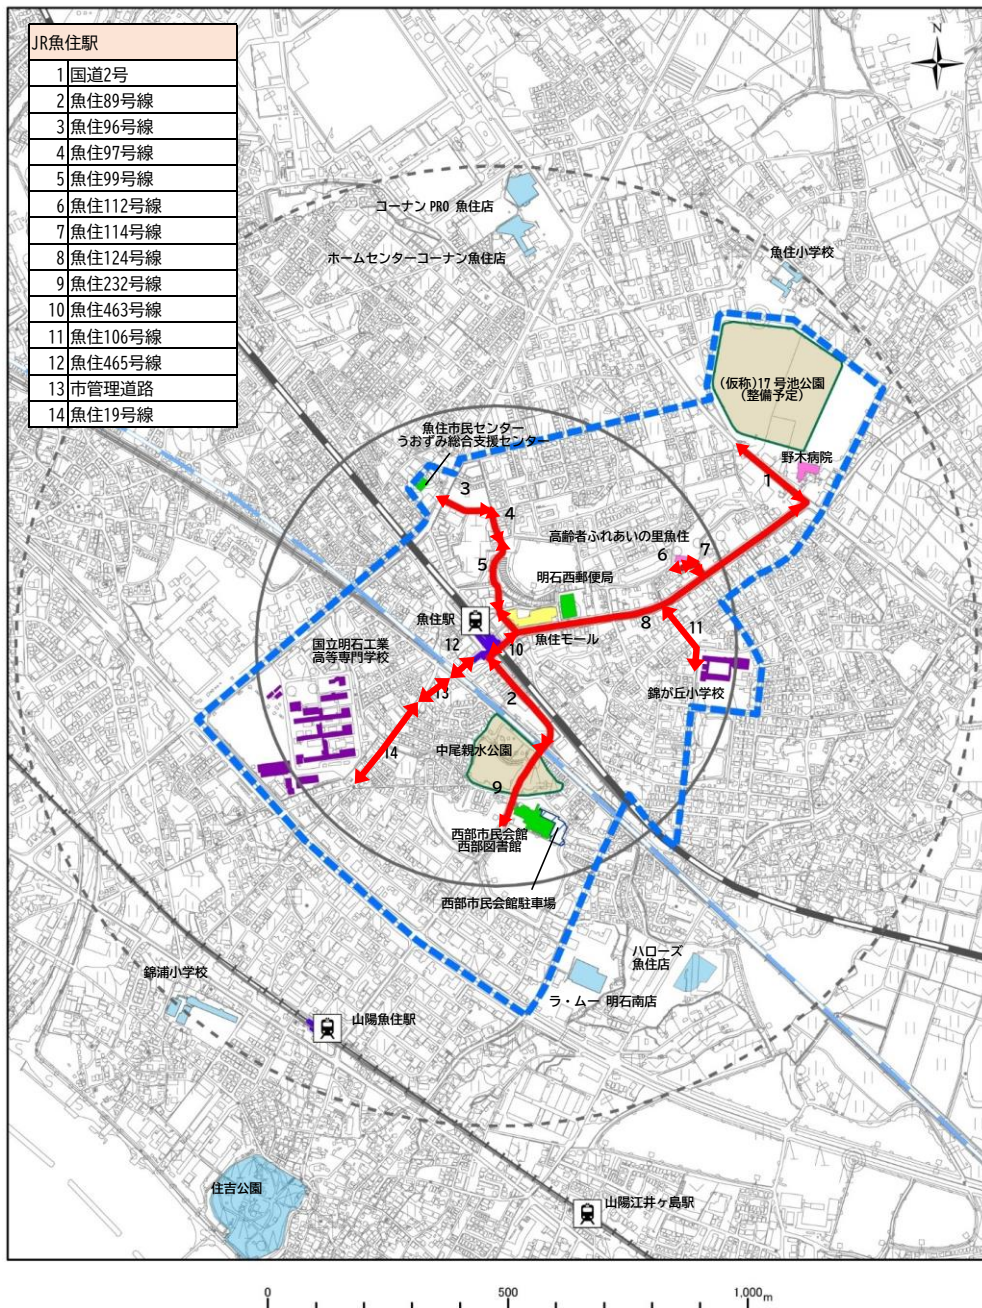 JR魚住駅
1 国道2号
2 魚住89号線
3 魚住96号線
4 魚住97号線
5 魚住99号線
6 魚住112号線
7 魚住114号線
8 魚住124号線
9 魚住232号線
10 魚住463号線
11 魚住106号線
12 魚住465号線
13 市管理道路
14 魚住19号線
N
コーナン PRO 魚住店
ホームセンターコーナン魚住店
魚住小学校
(仮称)17号池公園
(整備予定)
魚住市民センター
うおずみ総合支援センター
野木病院
1
3
4
高齢者ふれあいの里魚住
6
7
5
明石西郵便局
魚住駅
魚住モール
8
11
国立明石工業
高等専門学校
12
10
錦が丘小学校
13
2
14
中尾親水公園
9
西部市民会館
西部図書館
西部市民会館駐車場
ハローズ
魚住店
ラ・ムー 明石南店
錦浦小学校
山陽魚住駅
住吉公園
山陽江井ヶ島駅
0
500
1,000m